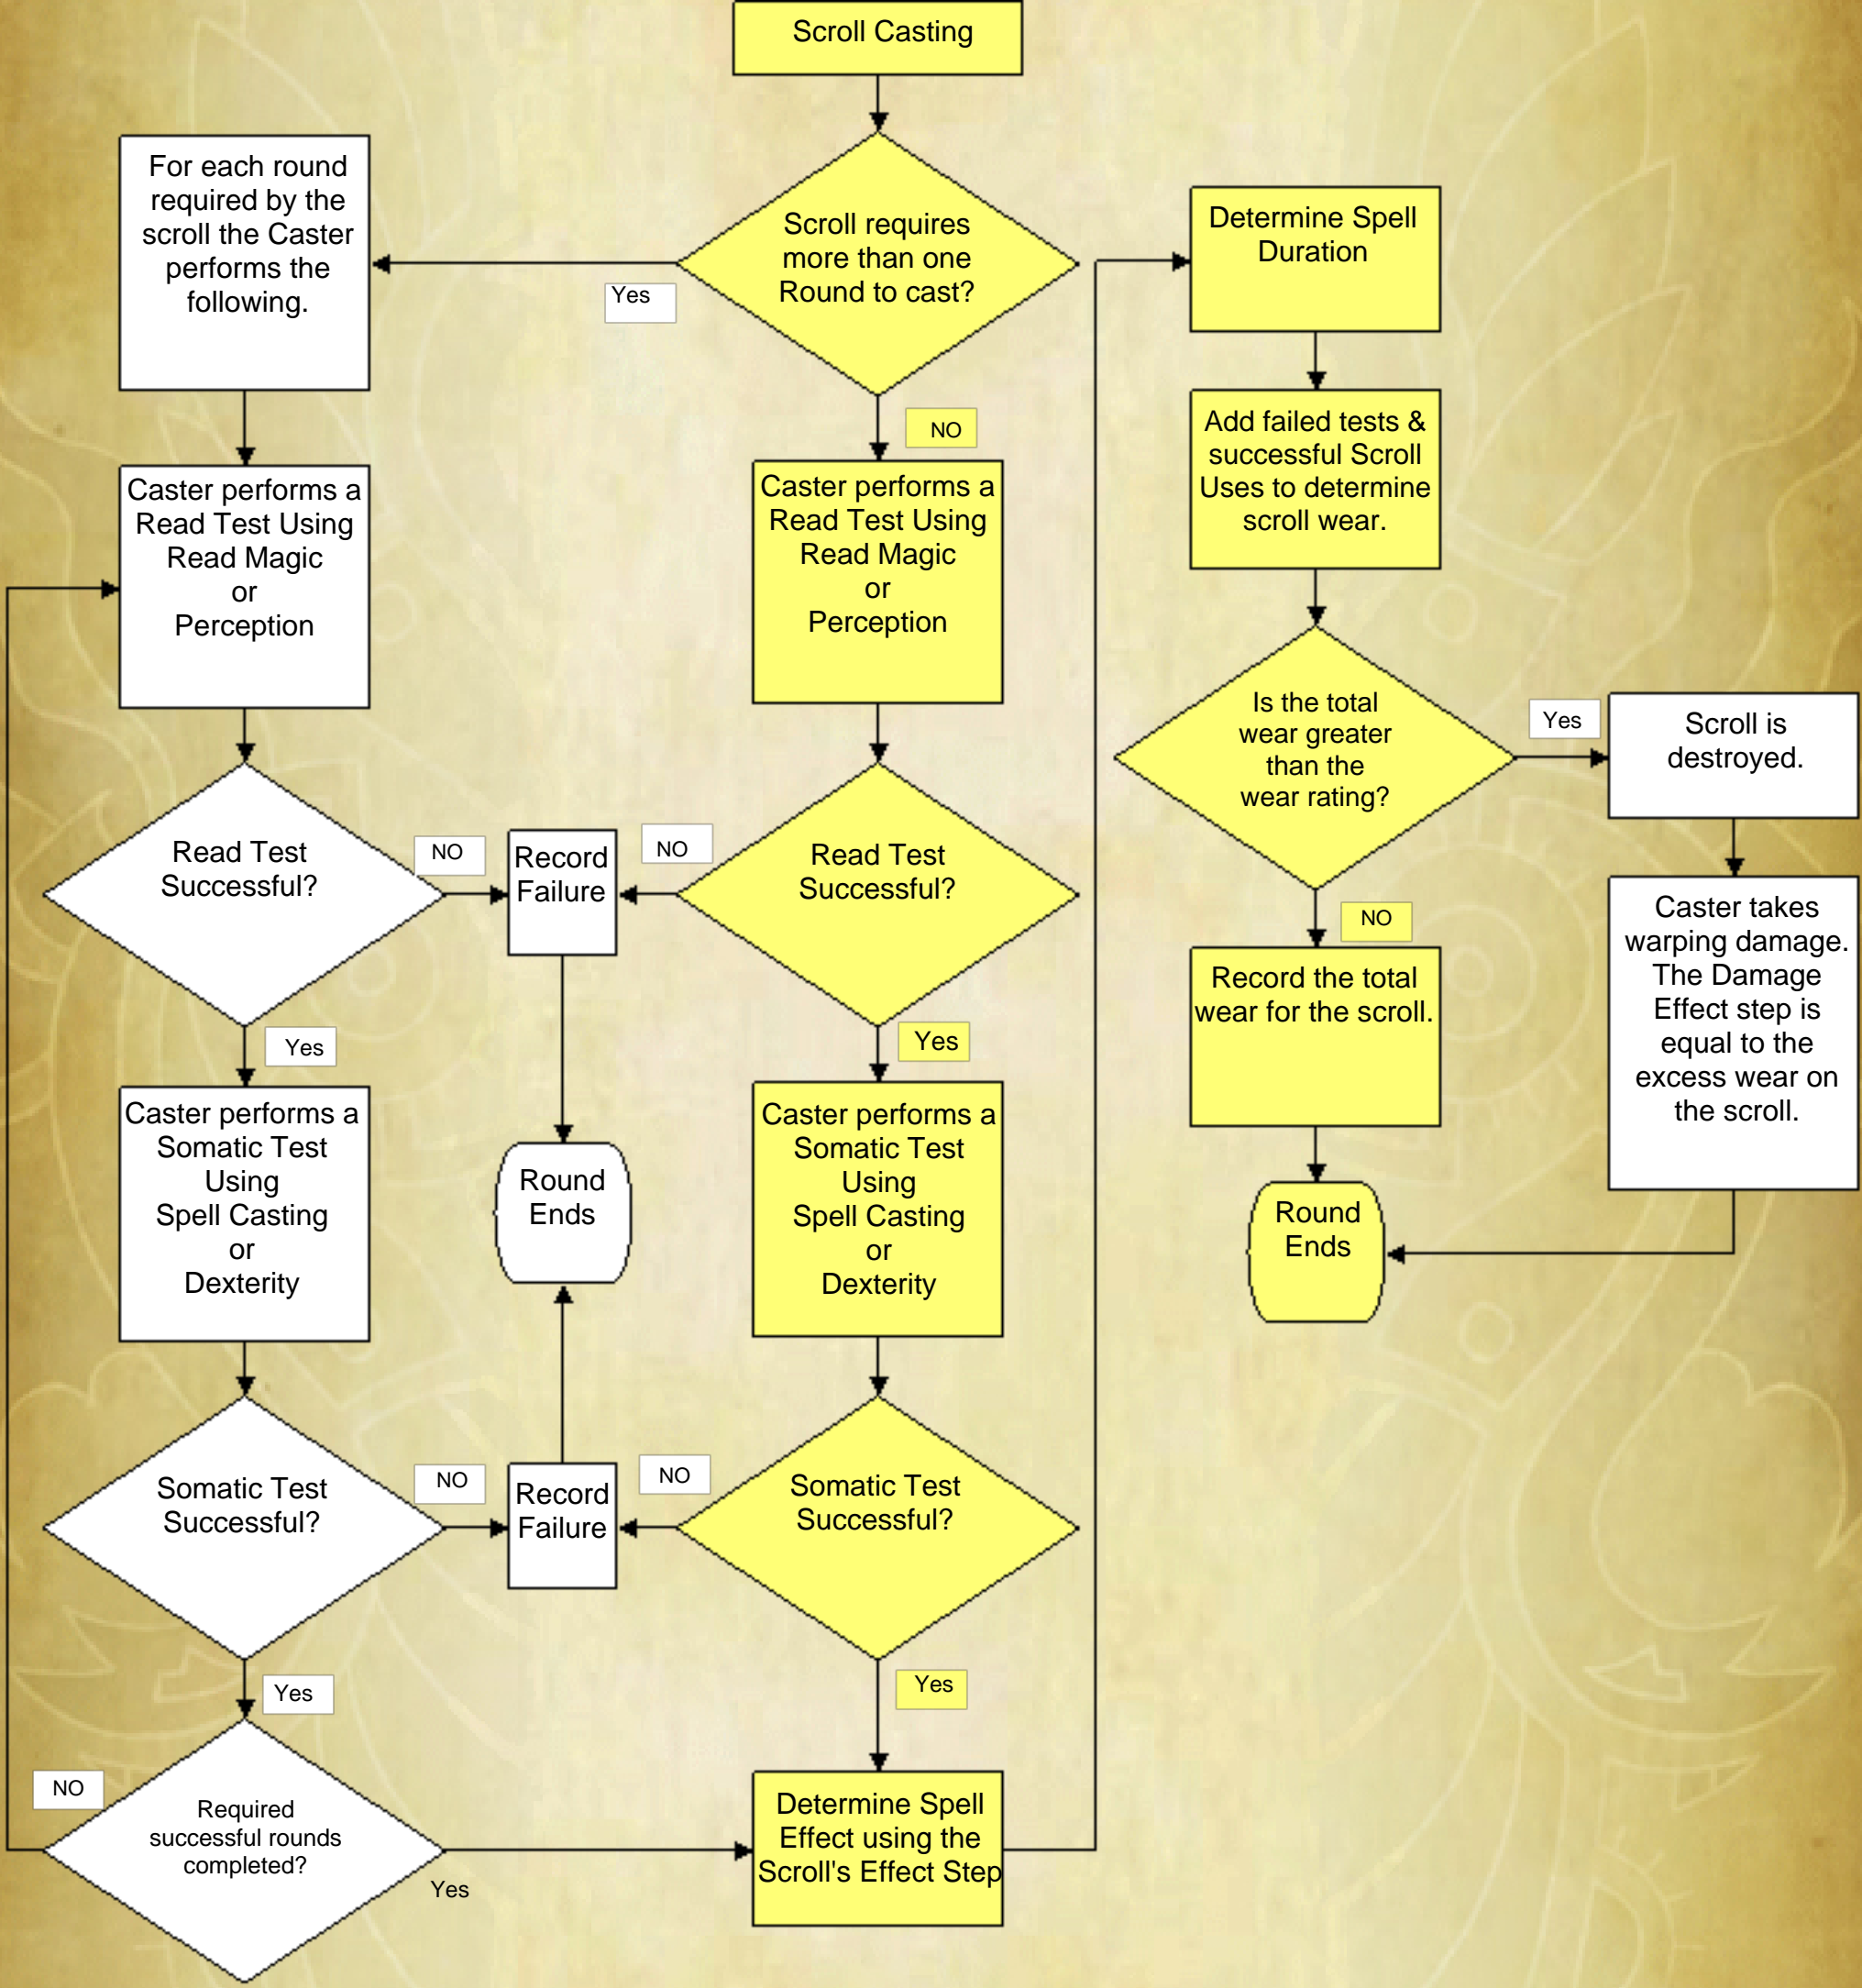 Scroll Casting
For each round
required by the
scroll the Caster
performs the
following.
Scroll requires
more than one
Round to cast?
Yes
NO
Determine Spell
Duration
Add failed tests &
successful Scroll
Uses to determine
scroll wear.
Caster performs a
Read Test Using
Read Magic
or
Perception
Caster performs a
Read Test Using
Read Magic
or
Perception
Is the total
wear greater
than the
wear rating?
Yes
Scroll is
destroyed.
Read Test
Successful?
NO
Record
Failure
NO
Read Test
Successful?
NO
Record the total
wear for the scroll.
Caster takes
warping damage.
The Damage
Effect step is
equal to the
excess wear on
the scroll.
Yes
Yes
Caster performs a
Somatic Test
Using
Spell Casting
or
Dexterity
Round
Ends
Caster performs a
Somatic Test
Using
Spell Casting
or
Dexterity
Round
Ends
Somatic Test
Successful?
NO
Record
Failure
NO
Somatic Test
Successful?
Yes
Yes
NO
Required
successful rounds
completed?
Yes
Determine Spell
Effect using the
Scroll's Effect Step